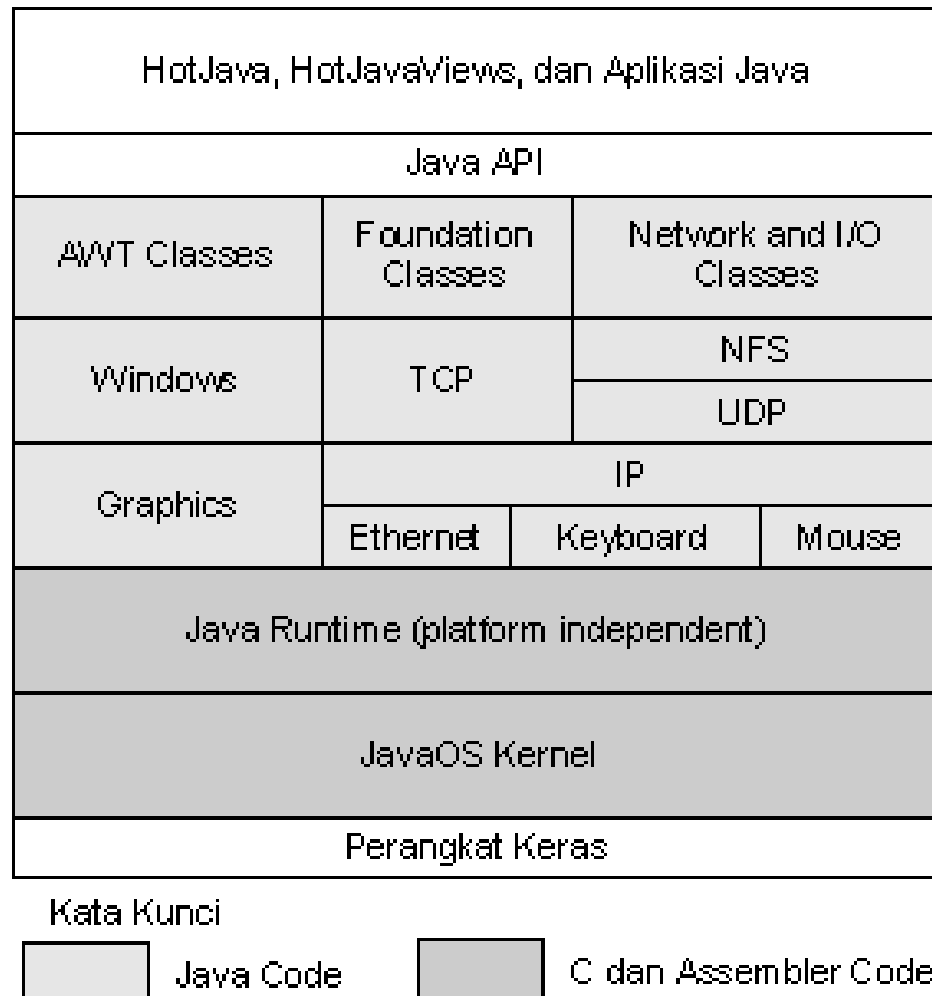 HotJava, HotJavaViews, dan Aplikasi Java
Java API
AWT Classes
Foundation
Classes
Network and I/O
Classes
Windows
TCP
NFS
UDP
Graphics
IP
Ethernet
Keyboard
Mouse
Java Runtime (platform independent)
JavaOS Kernel
Perangkat Keras
Kata Kunci
Java Code
C dan Assembler Code